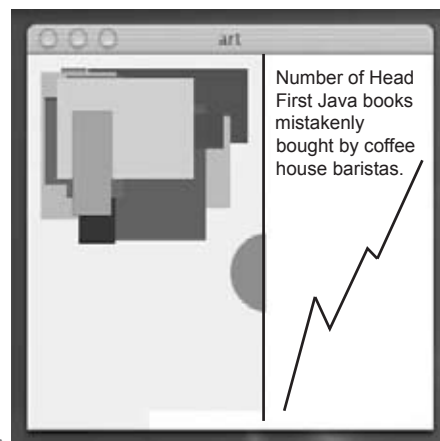 art
Number of Head
First Java books
mistakenly
bought by coffee
house baristas.